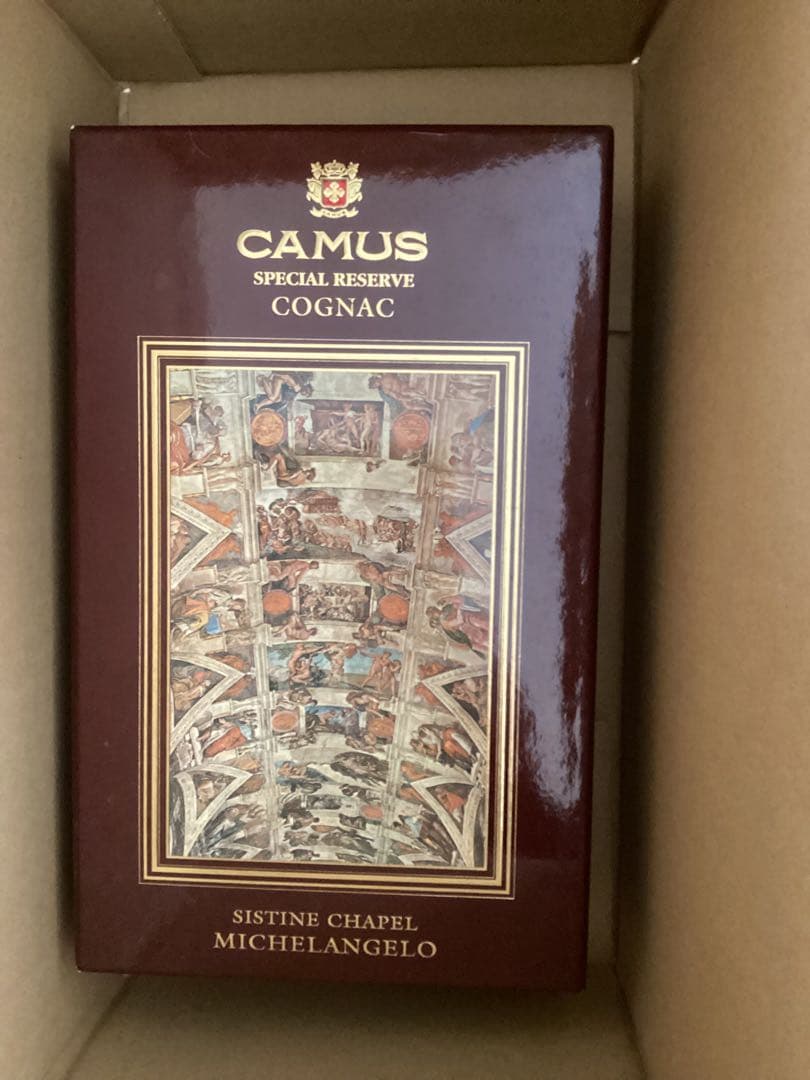 CAMUS
SPECIAL RESERVE
COGNAC
SISTINE CHAPEL
MICHELANGELO